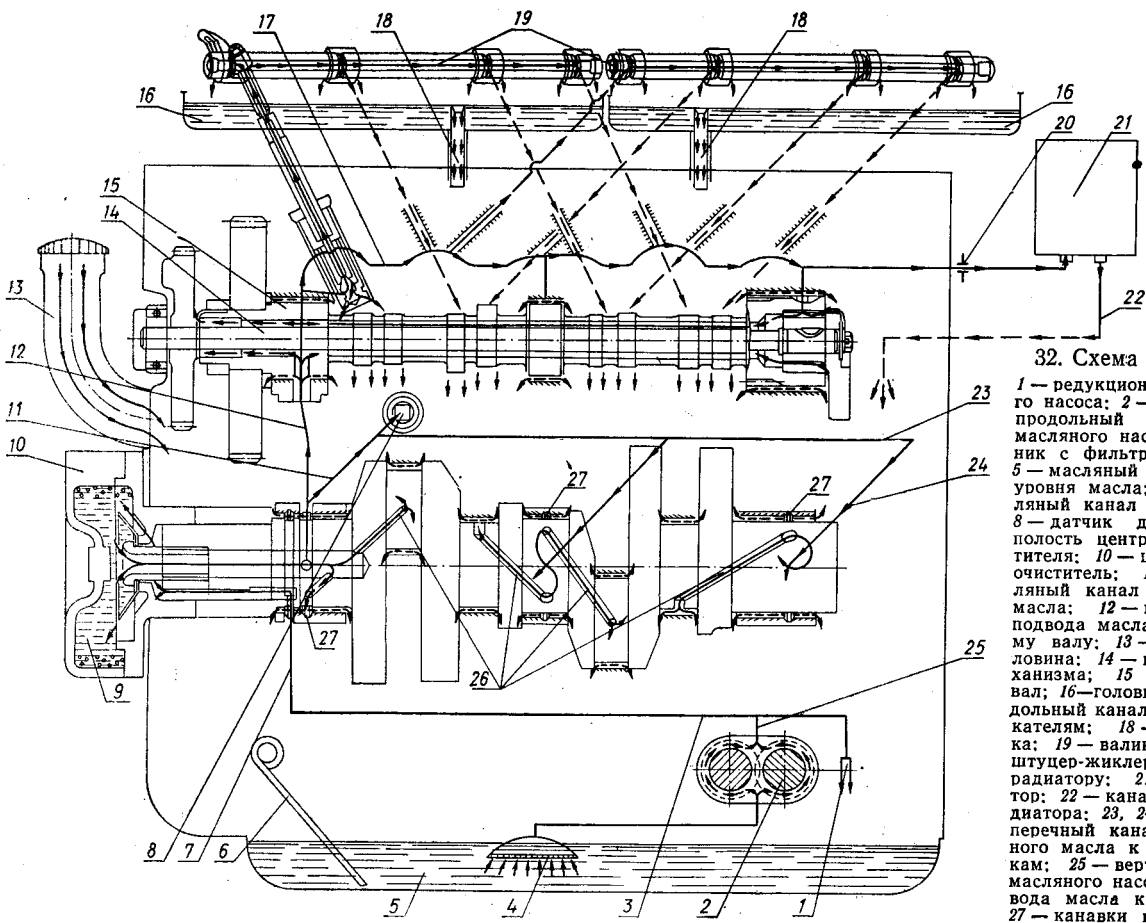 17
18
19
18
16
16
20
21
15
14
13
22
12
11
10
23
24
27
27
9
27
26
25
8
7
6
5
4
3
2
1
32. Схема
1 — редукцион
го насоса; 2 —
продольный
масляного нас
ник с фильтр
5 — масляный
уровня масла;
ляный канал
8 — датчик д
полость центр
тителя; 10 — ц
очиститель;
ляный канал
масла; 12 —
подвода масла
му валу; 13 —
ловина; 14 —
ханизма; 15
вал; 16—голов
дольный канал
кателям; 18 -
ка; 19 — валик
штуцер-жиклер
радиатору; 2
тор; 22 — кана
диатора; 23, 2
перечный кана
ного масла к
кам; 25 — верт
масляного насо
вода масла к
27 — канавки